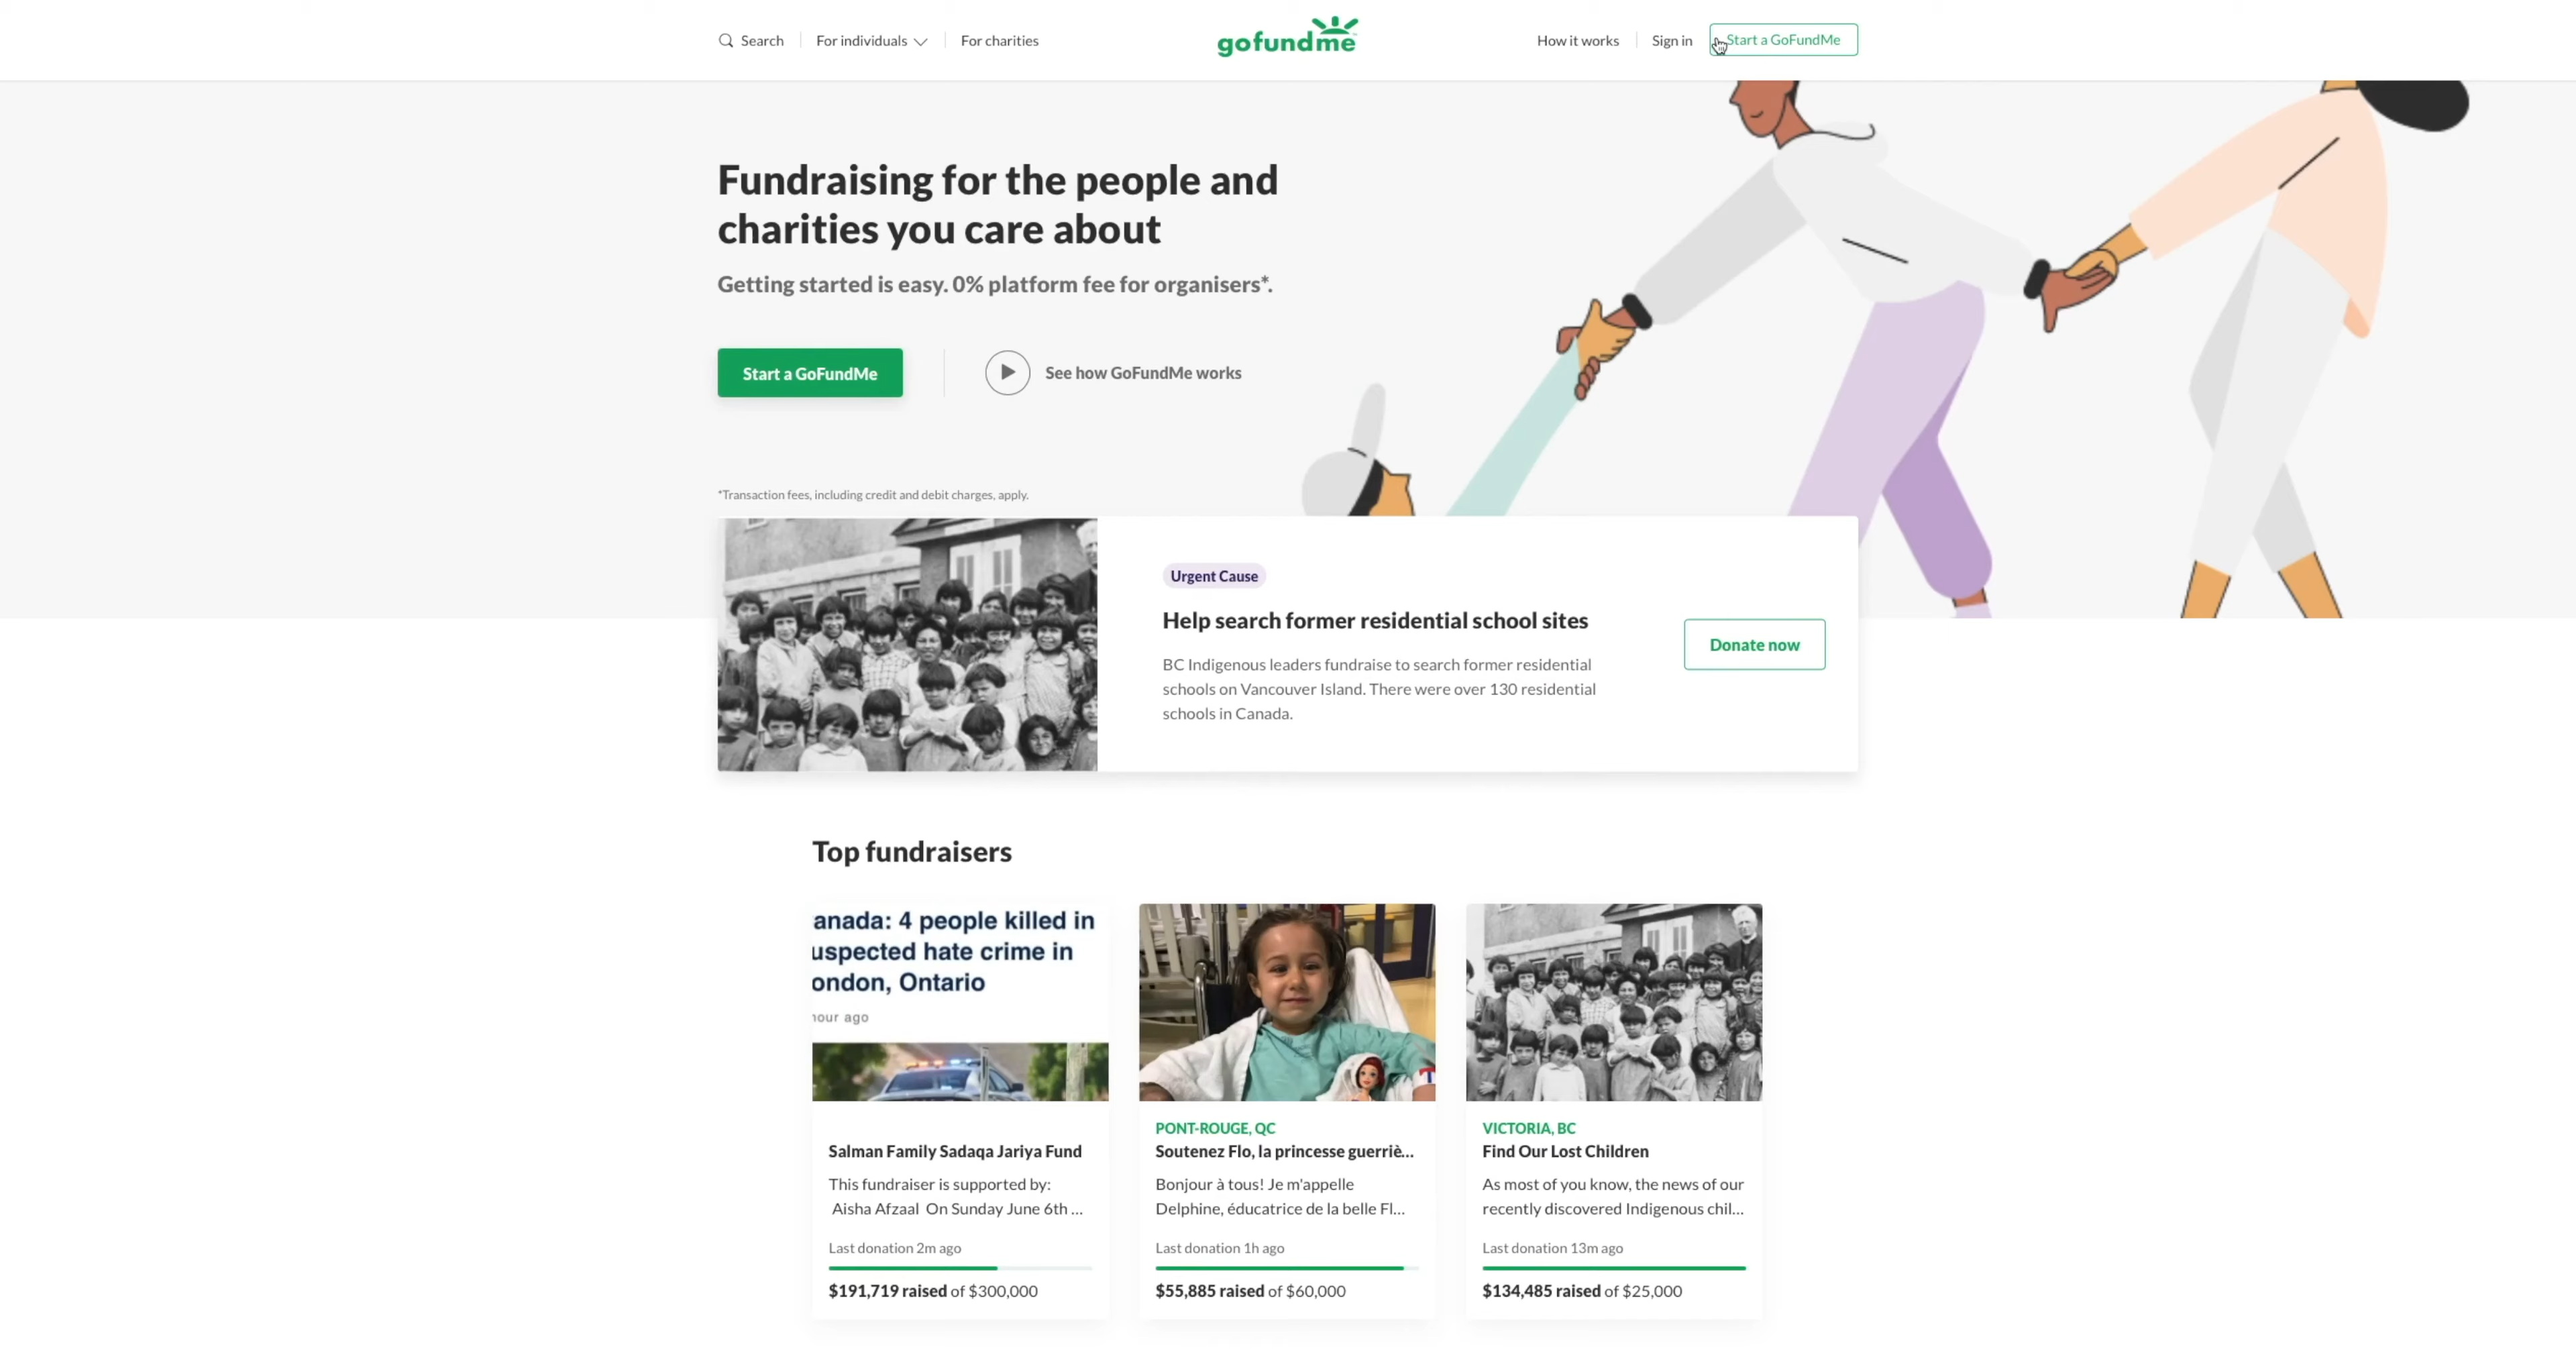 Search
For individuals
For charities
gofundme
How it works
Sign in
Start a GoFundMe
Fundraising for the people and
charities you care about
Getting started is easy. 0% platform fee for organisers*.
Start a GoFundMe
See how GoFundMe works
*Transaction fees, including credit and debit charges, apply.
Urgent Cause
Help search former residential school sites
BC Indigenous leaders fundraise to search former residential
schools on Vancouver Island. There were over 130 residential
schools in Canada.
Donate now
Top fundraisers
anada: 4 people killed in
uspected hate crime in
ondon, Ontario
hour ago
Salman Family Sadaqa Jariya Fund
This fundraiser is supported by:
Aisha Afzaal On Sunday June 6th ...
Last donation 2m ago
$191,719 raised of $300,000
PONT-ROUGE, QC
Soutenez Flo, la princesse guerriè...
Bonjour à tous! Je m'appelle
Delphine, éducatrice de la belle Fl...
Last donation 1h ago
$55,885 raised of $60,000
VICTORIA, BC
Find Our Lost Children
As most of you know, the news of our
recently discovered Indigenous chil...
Last donation 13m ago
$134,485 raised of $25,000